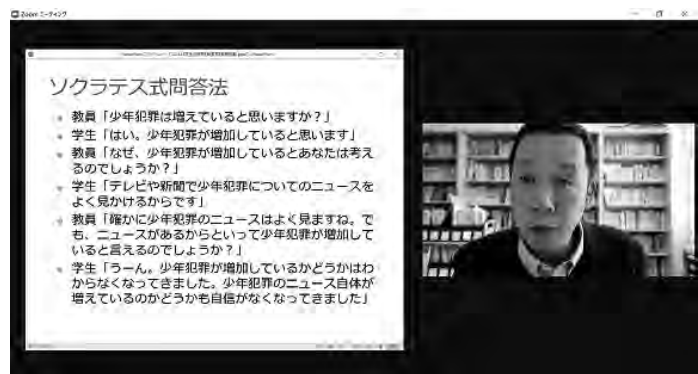 Zoom ミーティング
ソクラテス式問答法
教員「少年犯罪は増えていると思いますか？」
学生「はい。少年犯罪が増加していると思います」
教員「なぜ、少年犯罪が増加しているとあなたは考え
るのでしょうか？」
学生「テレビや新聞で少年犯罪についてのニュースを
よく見かけるからです」
教員「確かに少年犯罪のニュースはよく見ますね。で
も、ニュースがあるからといって少年犯罪が増加して
いると言えるのでしょうか？」
学生「うーん。少年犯罪が増加しているかどうかはわ
からなくなってきました。少年犯罪のニュース自体が
増えているのかどうかも自信がなくなってきました」